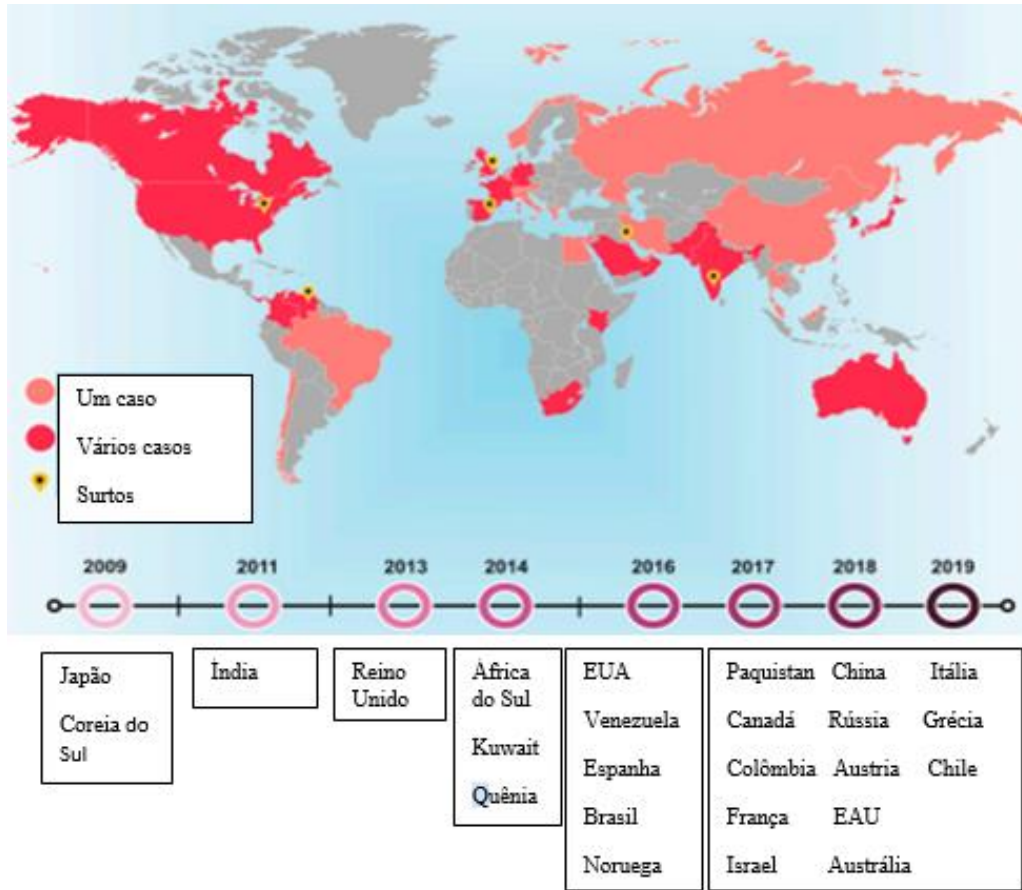 Um caso
Vários casos
Surtos
2009 2011 2013 2014 2016 2017 2018 2019
Japão
Coreia do
Sul
Índia
Reino
Unido
África
do Sul
Kuwait
Quênia
EUA
Venezuela
Espanha
Brasil
Noruega
Paquistan China Itália
Canadá Rússia Grécia
Colômbia Austria Chile
França EAU
Israel Austrália